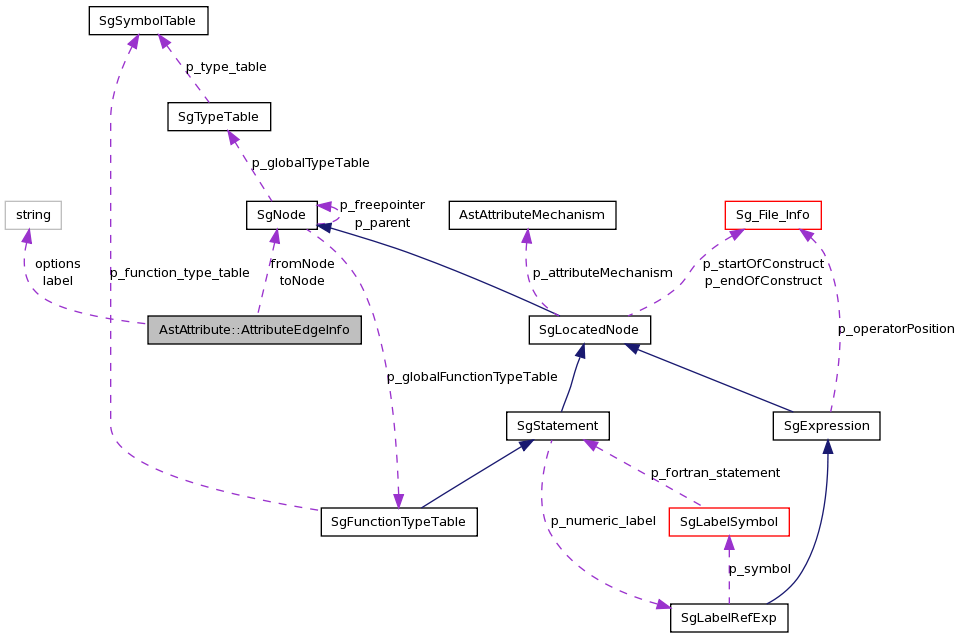 SgSymbolTable
p_type_table
SgTypeTable
p_globalTypeTable
string
SgNode
p_freepointer
p_parent
AstAttributeMechanism
Sg_File_Info
options
label
p_function_type_table
fromNode
toNode
p_attributeMechanism
p_startOfConstruct
p_endOfConstruct
AstAttribute::AttributeEdgeInfo
SgLocatedNode
p_operatorPosition
p_globalFunctionTypeTable
SgStatement
SgExpression
p_fortran_statement
SgFunctionTypeTable
p_numeric_label
SgLabelSymbol
p_symbol
SgLabelRefExp